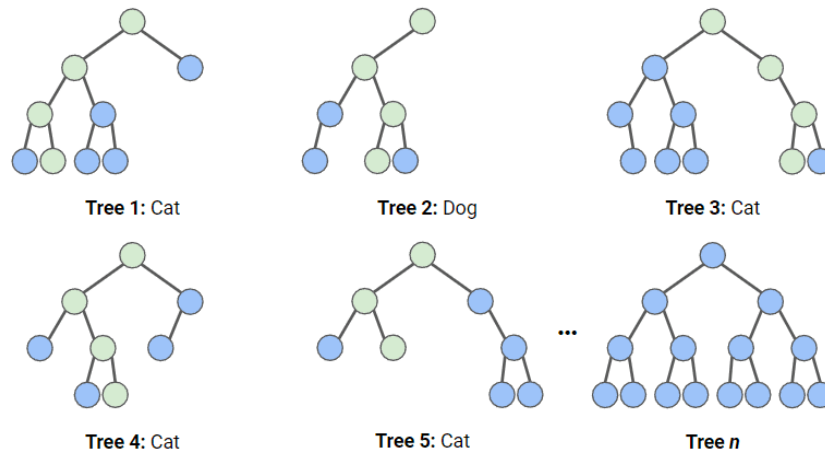 Tree 1: Cat
Tree 2: Dog
Tree 3: Cat
...
Tree 4: Cat
Tree 5: Cat
Tree n